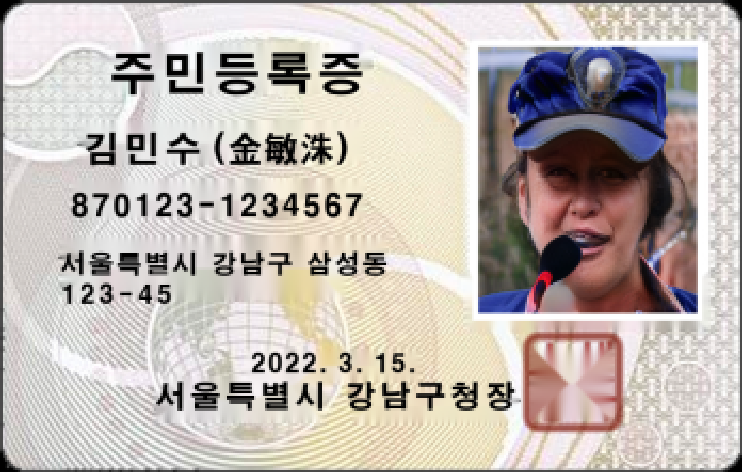 주민등록증
김민수(金敏洙)
870123-1234567
서울특별시 강남구 삼성동
123-45
2022. 3. 15.
서울특별시 강남구청장